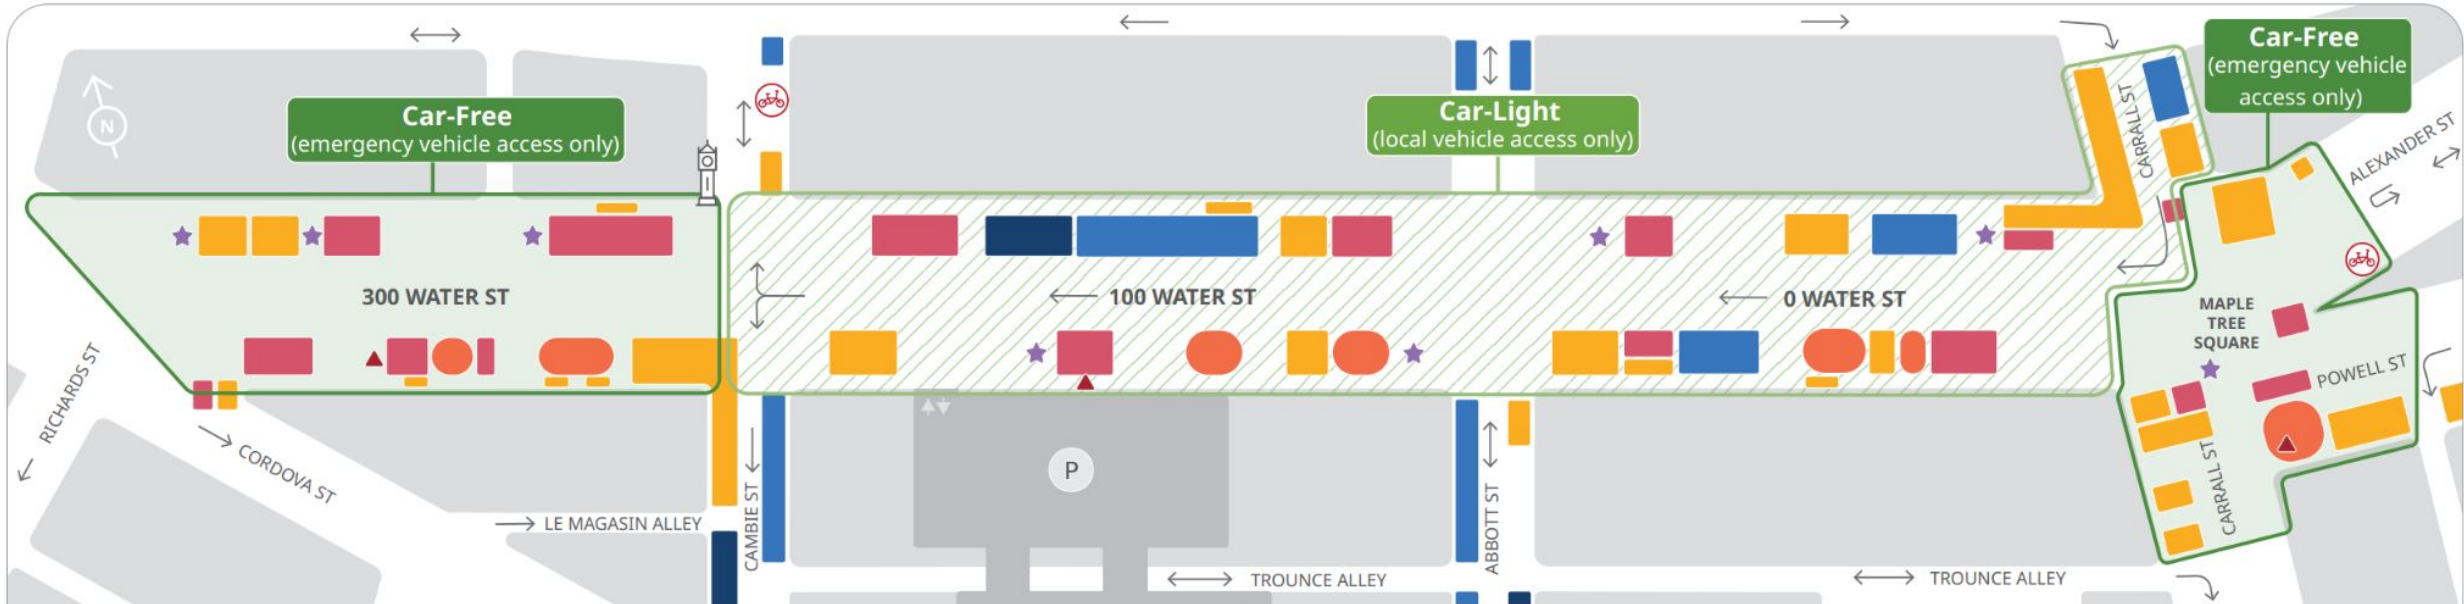 Car-Free
(emergency vehicle access only)
Car-Light
(local vehicle access only)
Car-Free
(emergency vehicle
access only)
N
CARRALL ST
ALEXANDER ST
300 WATER ST
100 WATER ST
0 WATER ST
MAPLE
TREE
SQUARE
POWELL ST
RICHARDS ST
CORDOVA ST
LE MAGASIN ALLEY
CAMBIE ST
P
ABBOTT ST
CARRALL ST
TROUNCE ALLEY
TROUNCE ALLEY